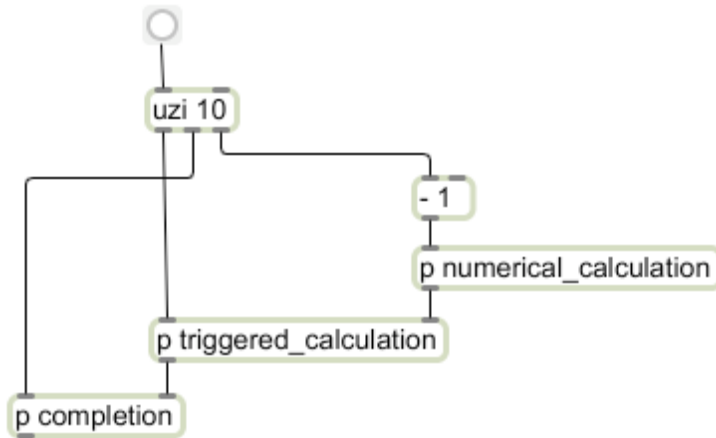 uzi 10
- 1
p numerical_calculation
p triggered_calculation
p completion